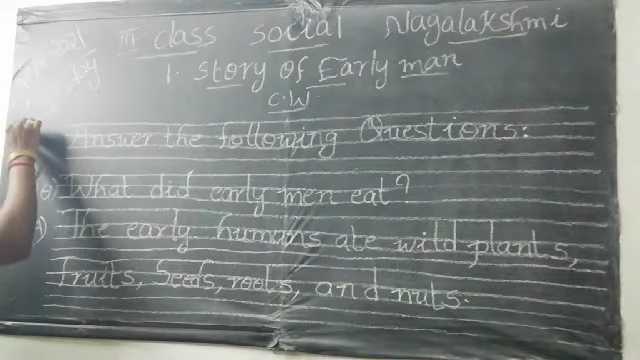 III class social Nagalakshmi
by 1. Story of Early man
C.W.
Answer the following Questions:
What did early men eat?
A) The early humans ate wild plants,
fruits, Seeds, roots, and nuts.